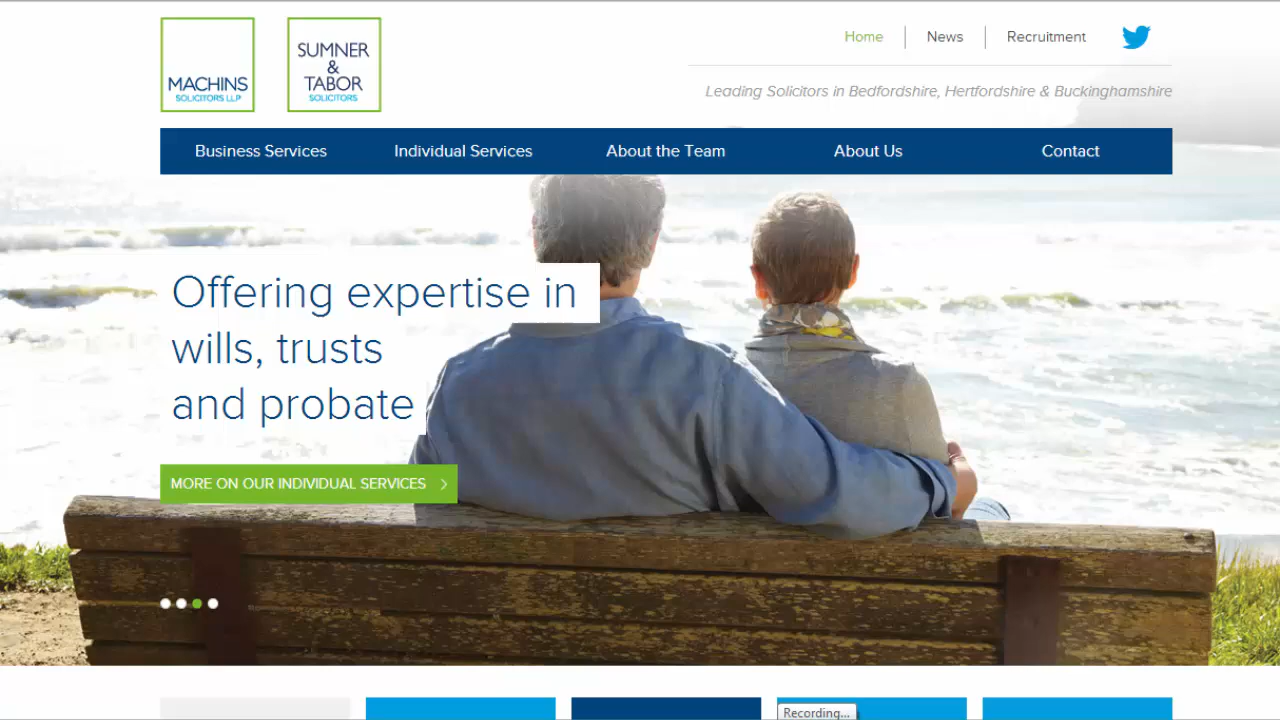 MACHINS
SOLICITORS LLP
SUMNER
&
TABOR
SOLICITORS
Home
News
Recruitment
Leading Solicitors in Bedfordshire, Hertfordshire & Buckinghamshire
Business Services
Individual Services
About the Team
About Us
Contact
Offering expertise in
wills, trusts
and probate
MORE ON OUR INDIVIDUAL SERVICES
Recording...